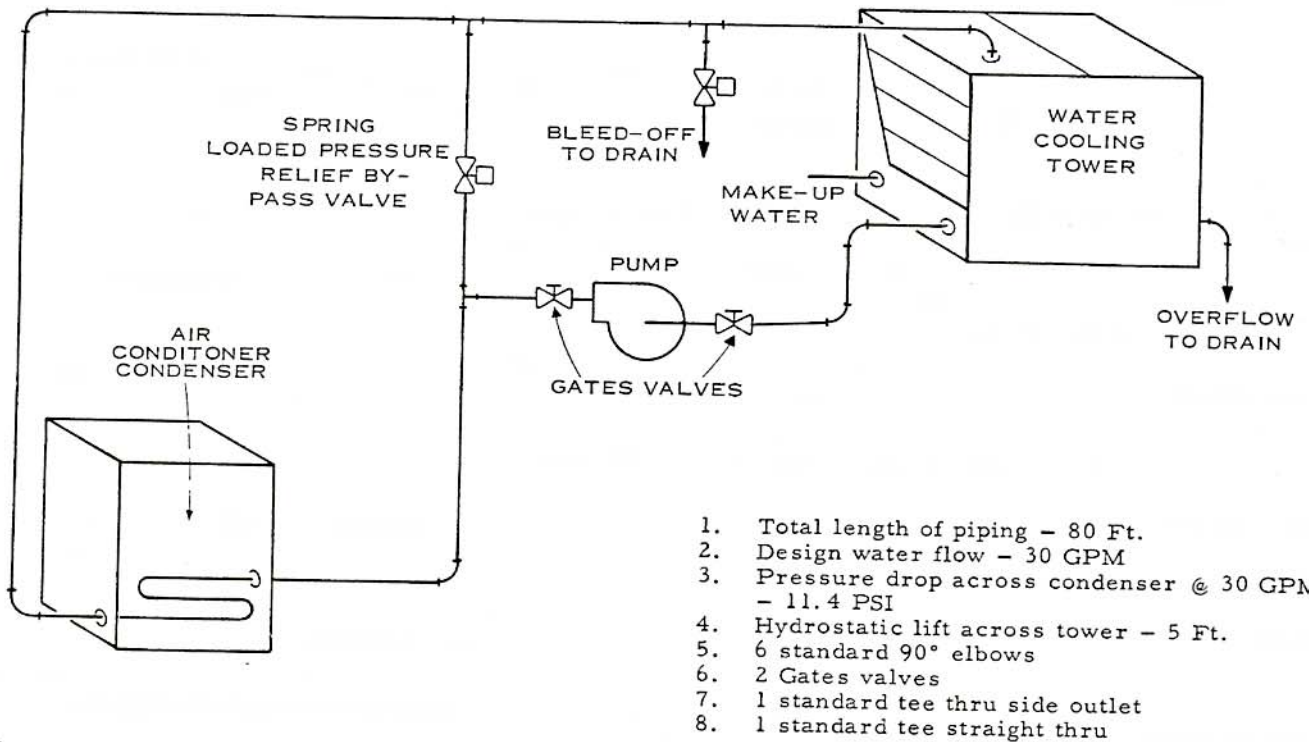 SPRING
LOADED PRESSURE
RELIEF BY-
PASS VALVE
BLEED-OFF
TO DRAIN
WATER
COOLING
TOWER
MAKE-UP
WATER
PUMP
OVERFLOW
TO DRAIN
AIR
CONDITONER
CONDENSER
GATES VALVES
1. Total length of piping - 80 Ft.
2. Design water flow - 30 GPM
3. Pressure drop across condenser @ 30 GPM
- 11.4 PSI
4. Hydrostatic lift across tower - 5 Ft.
5. 6 standard 90° elbows
6. 2 Gates valves
7. 1 standard tee thru side outlet
8. 1 standard tee straight thru